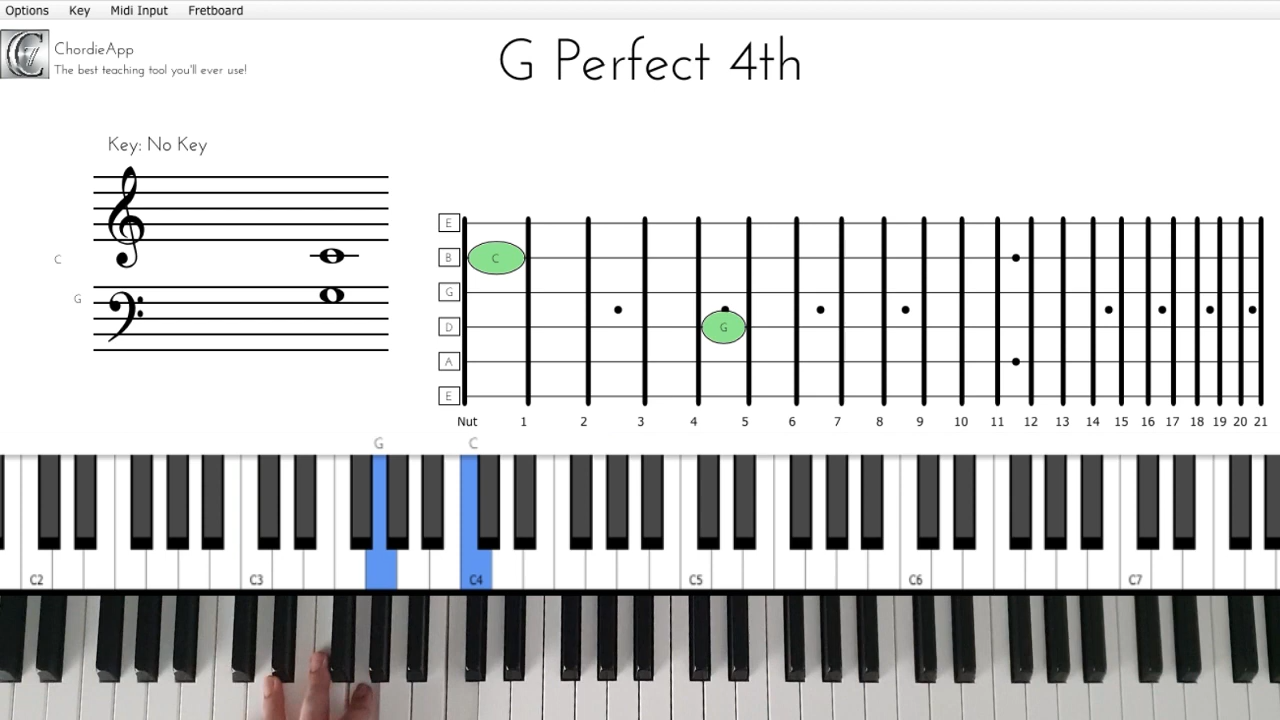 Options Key Midi Input Fretboard
ChordieApp
The best teaching tool you'll ever use!
G Perfect 4th
Key: No Key
C
G
E
B
G
D
A
E
C
G
Nut 1 2 3 4 5 6 7 8 9 10 11 12 13 14 15 16 17 18 19 20 21
G C
C2 C3 C4 C5 C6 C7